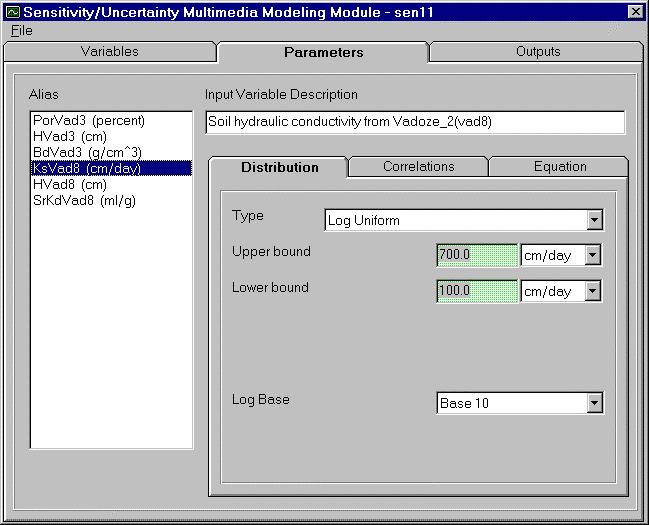 Sensitivity/Uncertainty Multimedia Modeling Module - sen11
File
Variables
Parameters
Outputs
Alias
Input Variable Description
PorVad3 (percent)
HVad3 (cm)
BdVad3 (g/cm^3)
KsVad8 (cm/day)
HVad8 (cm)
SrKdVad8 (ml/g)
Soil hydraulic conductivity from Vadoze_2(vad8)
Distribution
Correlations
Equation
Type
Log Uniform
Upper bound
700.0
cm/day
Lower bound
100.0
cm/day
Log Base
Base 10